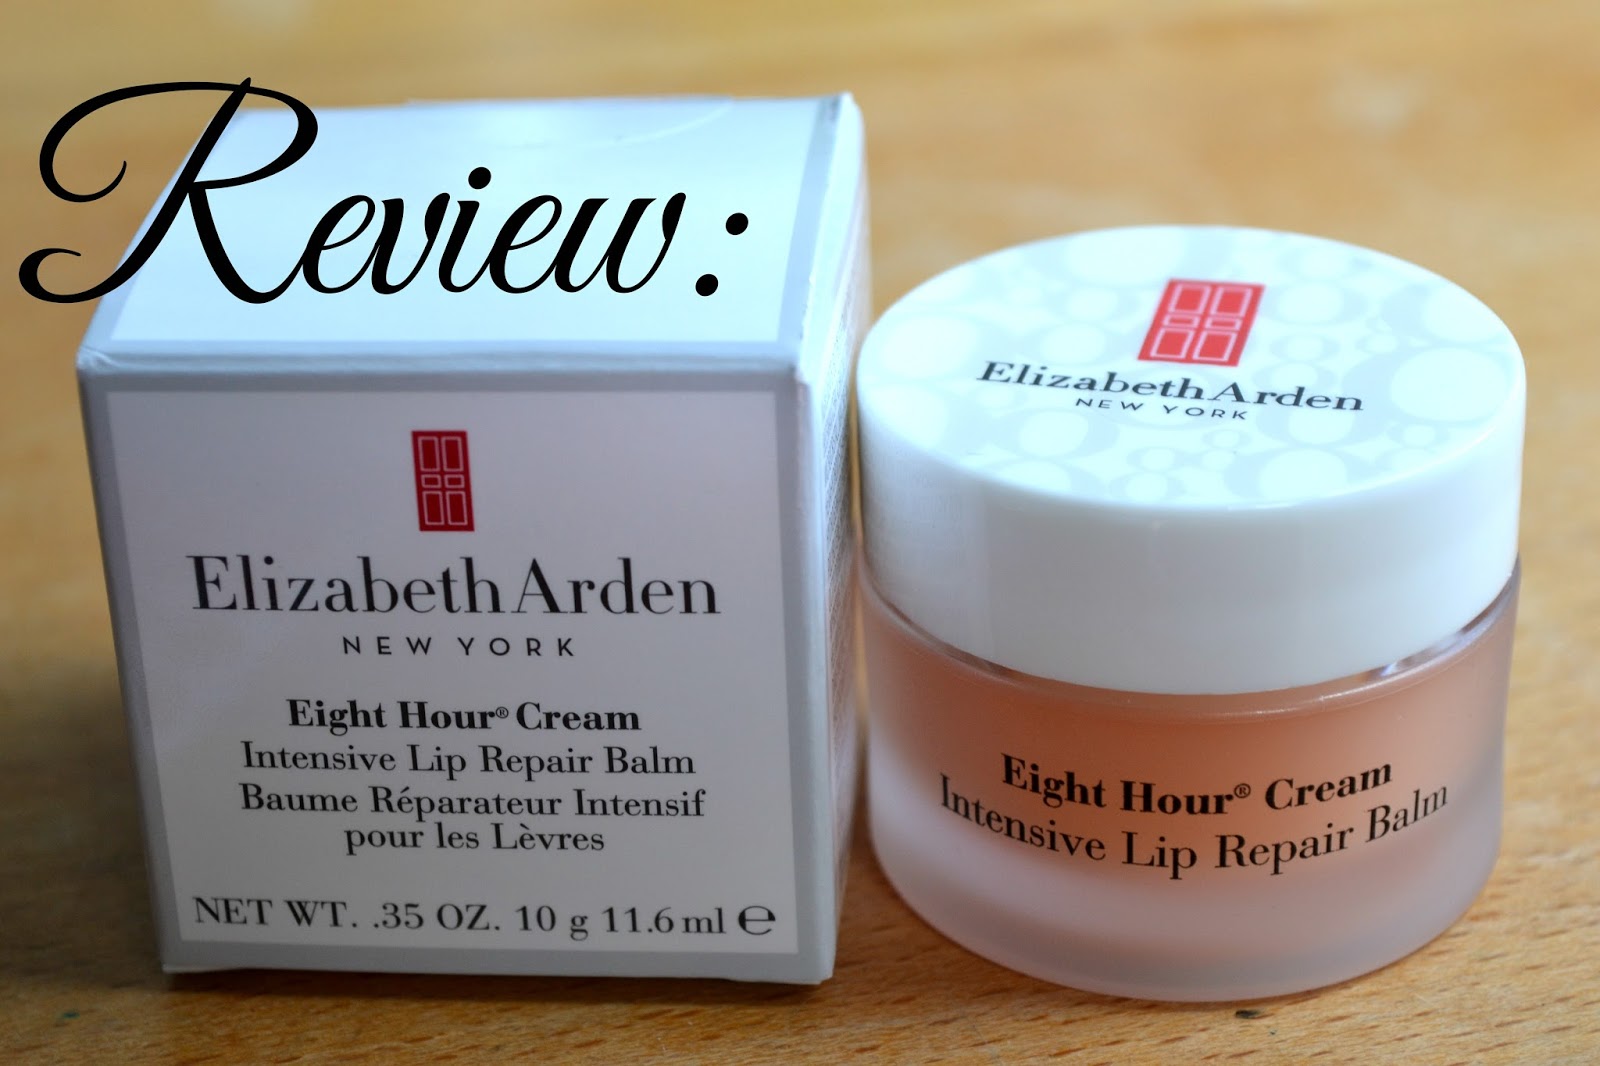 Review:
Elizabeth Arden
NEW YORK
Eight Hour® Cream
Intensive Lip Repair Balm
Baume Réparateur Intensif
pour les Lèvres
NET WT. .35 OZ. 10 g 11.6 ml ℮
Elizabeth Arden
NEW YORK
Eight Hour® Cream
Intensive Lip Repair Balm